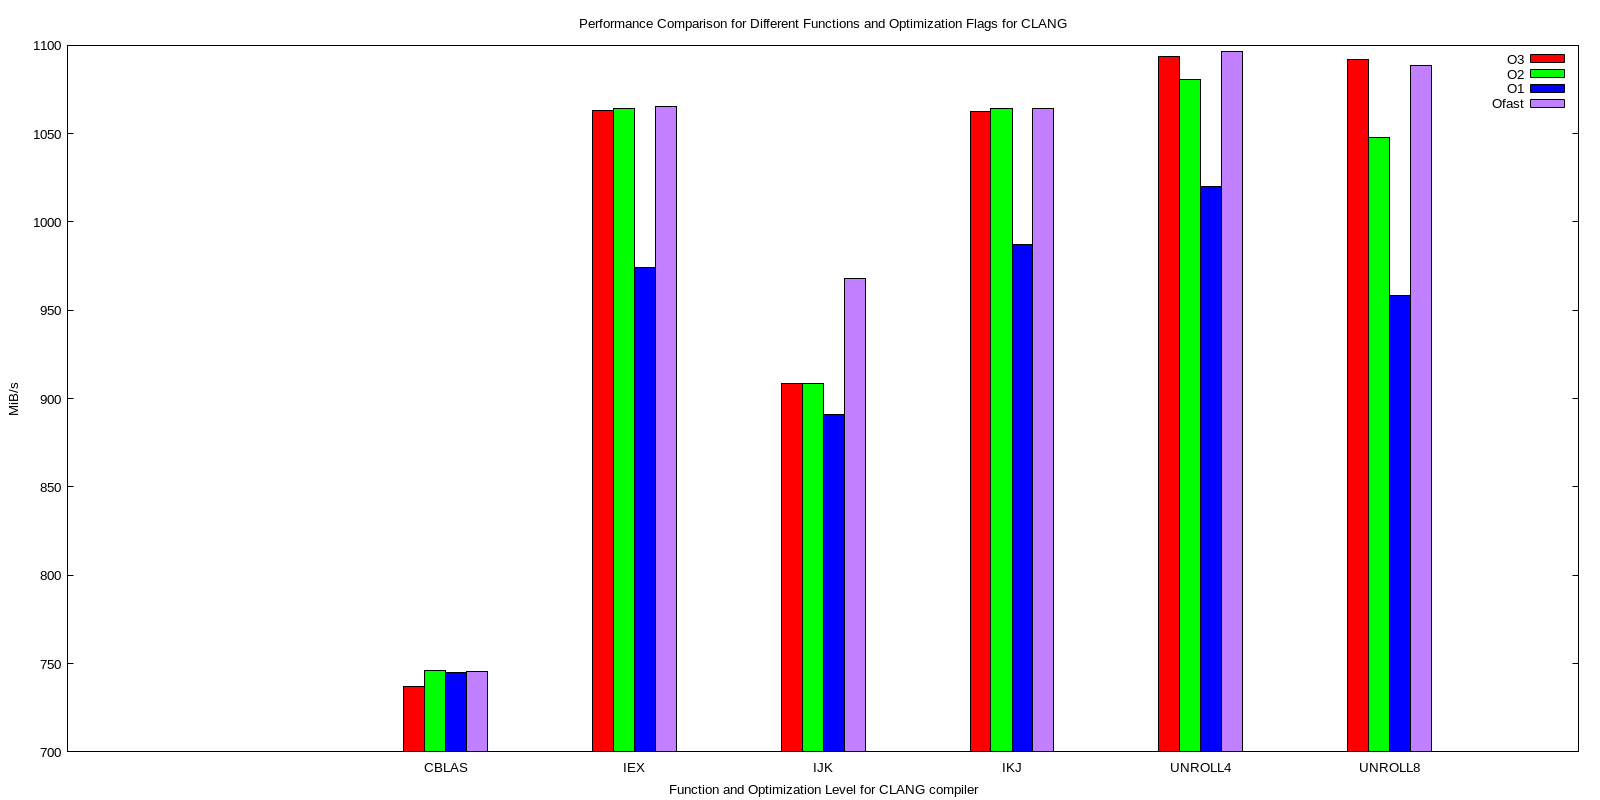 Performance Comparison for Different Functions and Optimization Flags for CLANG
1100
1050
1000
950
900
850
800
750
700
MiB/s
O3
O2
O1
Ofast
CBLAS
IEX
IJK
IKJ
UNROLL4
UNROLL8
Function and Optimization Level for CLANG compiler